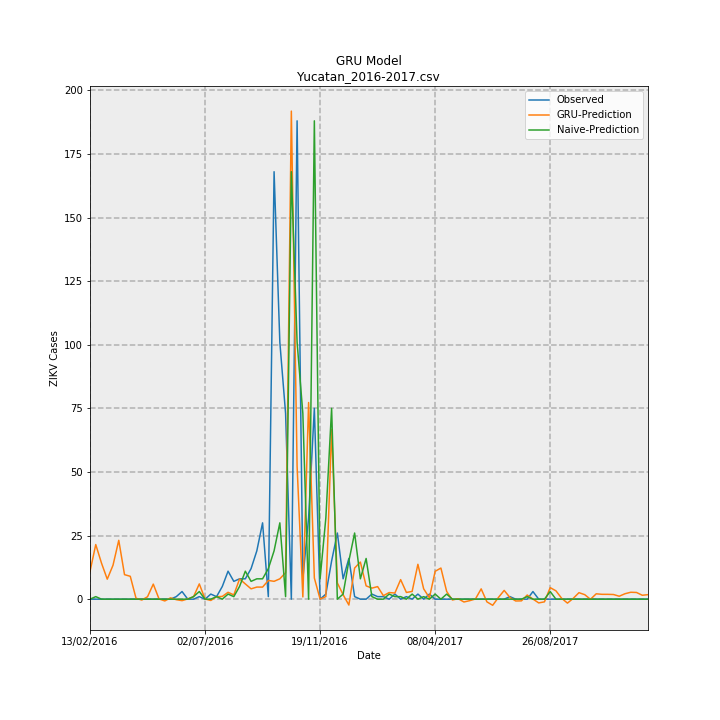 GRU Model
Yucatan_2016-2017.csv
Observed
GRU-Prediction
Naive-Prediction
200
175
150
125
100
75
50
25
0
ZIKV Cases
13/02/2016
02/07/2016
19/11/2016
08/04/2017
26/08/2017
Date